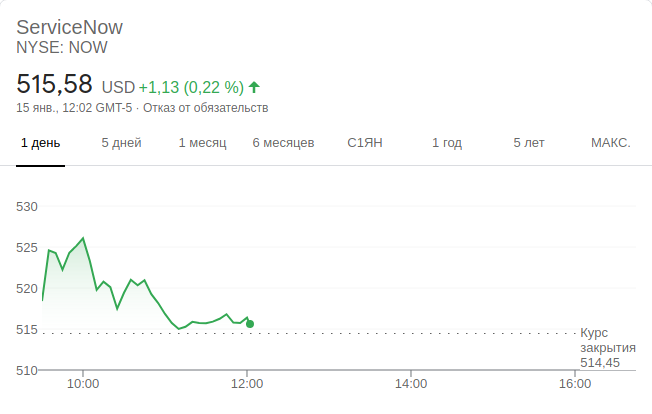 ServiceNow
NYSE: NOW
515,58 USD +1,13 (0,22 %)
15 янв., 12:02 GMT-5 · Отказ от обязательств
1 день 5 дней 1 месяц 6 месяцев С1ЯН 1 год 5 лет МАКС.
530
525
520
515
Курс
закрытия
514,45
510
10:00 12:00 14:00 16:00